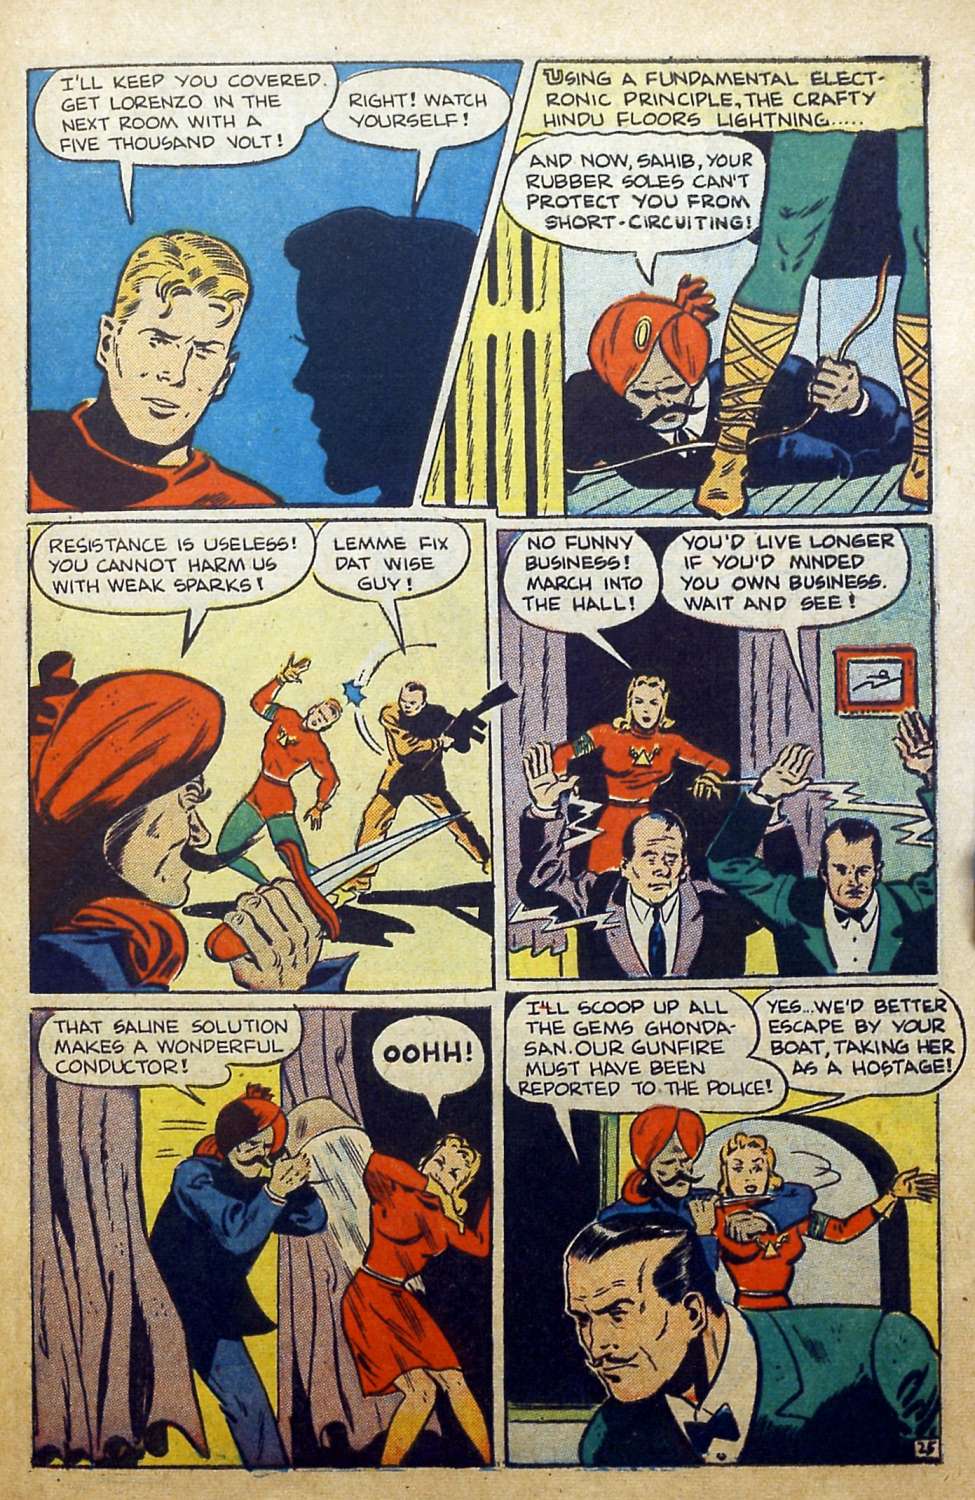 I'LL KEEP YOU COVERED.
GET LORENZO IN THE
NEXT ROOM WITH A
FIVE THOUSAND VOLT!
RIGHT! WATCH
YOURSELF!
USING A FUNDAMENTAL ELECT-
RONIC PRINCIPLE, THE CRAFTY
HINDU FLOORS LIGHTNING.....
AND NOW, SAHIB, YOUR
RUBBER SOLES CAN'T
PROTECT YOU FROM
SHORT-CIRCUITING!
RESISTANCE IS USELESS!
YOU CANNOT HARM US
WITH WEAK SPARKS!
LEMME FIX
DAT WISE
GUY!
NO FUNNY
BUSINESS!
MARCH INTO
THE HALL!
YOU'D LIVE LONGER
IF YOU'D MINDED
YOU OWN BUSINESS.
WAIT AND SEE!
THAT SALINE SOLUTION
MAKES A WONDERFUL
CONDUCTOR!
OOHH!
I'LL SCOOP UP ALL
THE GEMS GHONDA-
SAN. OUR GUNFIRE
MUST HAVE BEEN
REPORTED TO THE POLICE!
YES... WE'D BETTER
ESCAPE BY YOUR
BOAT, TAKING HER
AS A HOSTAGE!
25